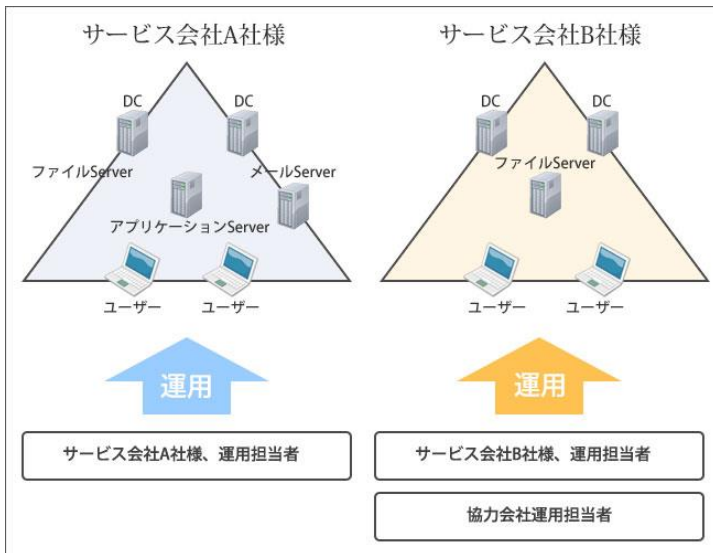 サービス会社A社様
DC
DC
ファイルServer
メールServer
アプリケーションServer
ユーザー
ユーザー
運用
サービス会社A社様、運用担当者
サービス会社B社様
DC
DC
ファイルServer
ユーザー
ユーザー
運用
サービス会社B社様、運用担当者
協力会社運用担当者